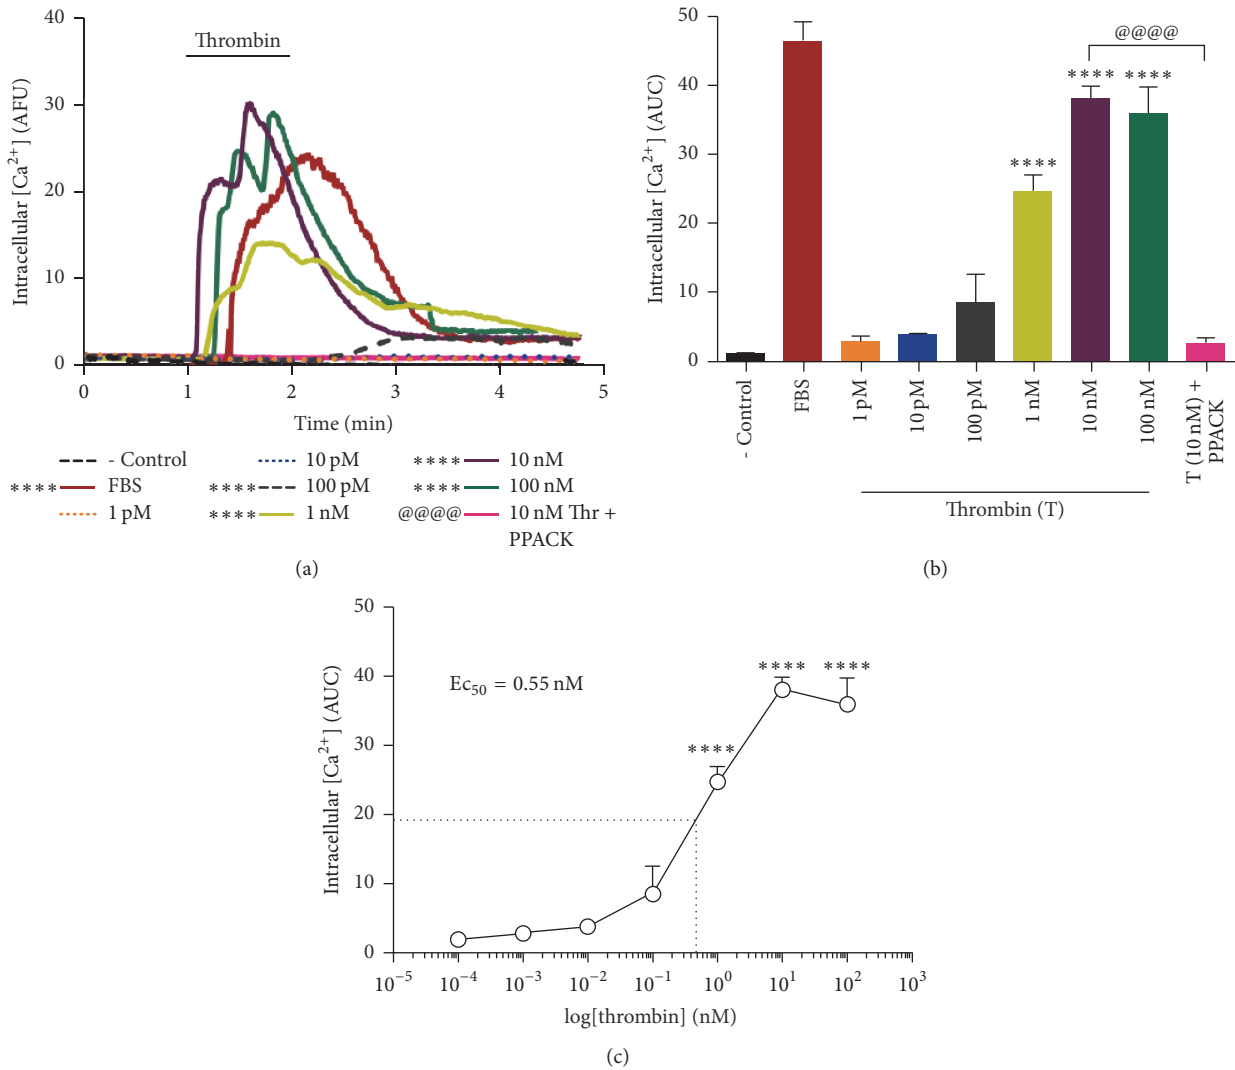 40
30
20
10
0
Intracellular [Ca²⁺] (AFU)
Thrombin
0 1 2 3 4 5
Time (min)
- Control
10 pM
**** 10 nM
**** FBS
**** 100 pM
**** 100 nM
1 pM
**** 1 nM
@@@@ 10 nM Thr +
PPACK
(a)
50
40
30
20
10
0
Intracellular [Ca²⁺] (AUC)
@@@@
**** ****
****
- Control
FBS
1 pM
10 pM
100 pM
1 nM
10 nM
100 nM
T (10 nM) +
PPACK
Thrombin (T)
(b)
50
40
30
20
10
0
Intracellular [Ca²⁺] (AUC)
Ec₅₀ = 0.55 nM
**** ****
****
10⁻⁵ 10⁻⁴ 10⁻³ 10⁻² 10⁻¹ 10⁰ 10¹ 10² 10³
log[thrombin] (nM)
(c)